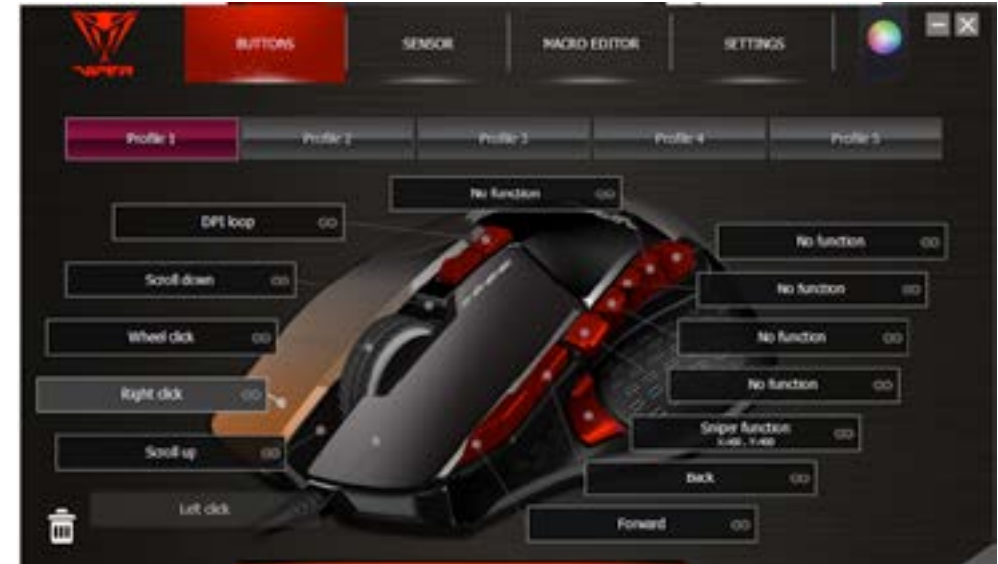 VIPER
BUTTONS
SENSOR
MACRO EDITOR
SETTINGS
Profile 1
Profile 2
Profile 3
Profile 4
Profile 5
No function
DPI loop
No function
Scroll down
No function
Wheel click
No function
Right click
No function
Sniper function
X:400 , Y:400
Scroll up
Back
Left click
Forward